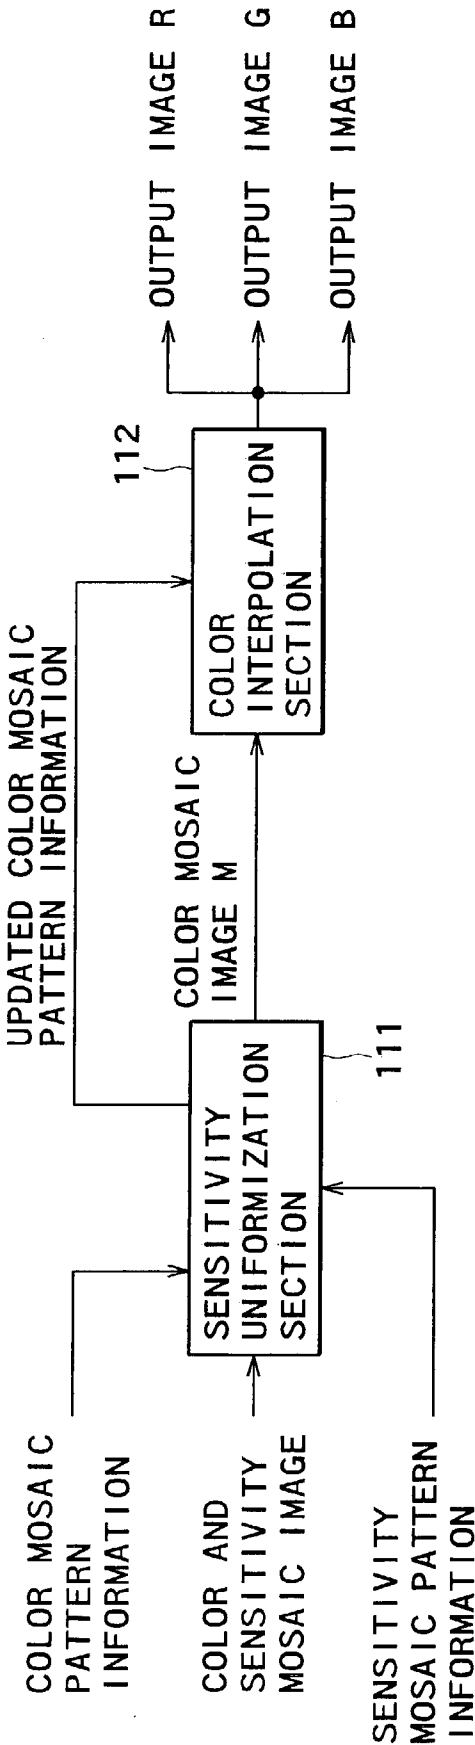 COLOR MOSAIC
PATTERN
INFORMATION
COLOR AND
SENSITIVITY
MOSAIC IMAGE
SENSITIVITY
MOSAIC PATTERN
INFORMATION
SENSITIVITY
UNIFORMIZATION
SECTION
111
UPDATED COLOR MOSAIC
PATTERN INFORMATION
COLOR MOSAIC
IMAGE M
112
COLOR
INTERPOLATION
SECTION
OUTPUT IMAGE R
OUTPUT IMAGE G
OUTPUT IMAGE B